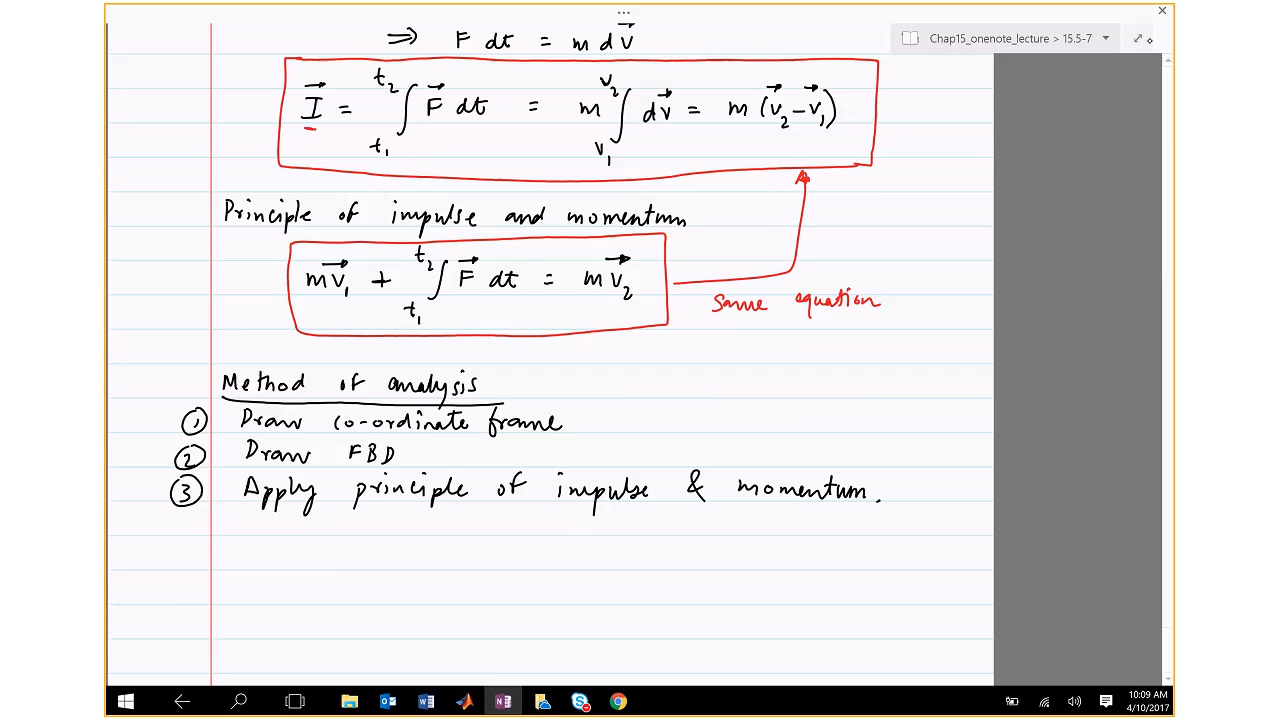 Chap15_onenote_lecture > 15.5-7
⇒ F dt = m dv⃗
I⃗ = ∫_{t₁}^{t₂} F⃗ dt = m ∫_{v₁}^{v₂} dv⃗ = m (v⃗₂ – v⃗₁)
Principle of impulse and momentum
mv⃗₁ + ∫_{t₁}^{t₂} F⃗ dt = mv⃗₂
Same equation
Method of analysis
① Draw co-ordinate frame
② Draw FBD
③ Apply principle of impulse & momentum.
10:09 AM
4/10/2017